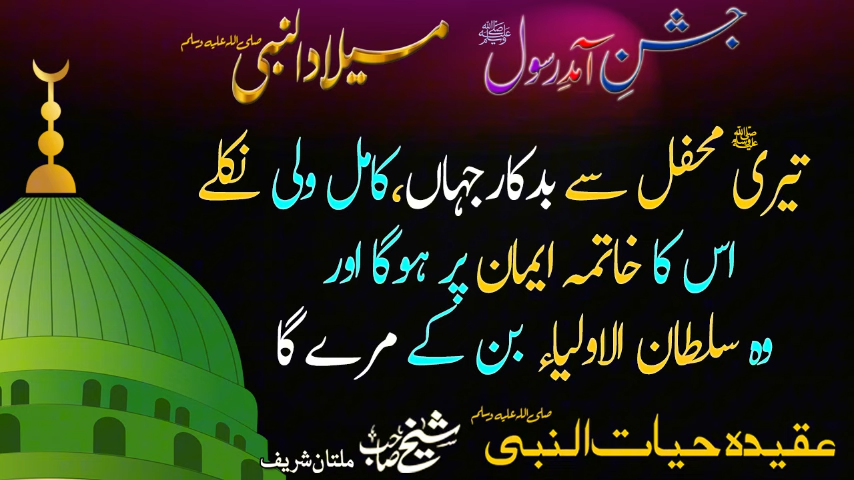 جشنِ آمدِ رسول ﷺ میلاد النبی صلی اللہ علیہ وسلم
تیری ﷺ محفل سے بدکار جہاں، کامل ولی نکلے
اس کا خاتمہ ایمان پر ہوگا اور
وہ سلطان الاولیاء بن کے مرے گا
عقیدہ حیات النبی صلی اللہ علیہ وسلم شیخ صاحب ملتان شریف